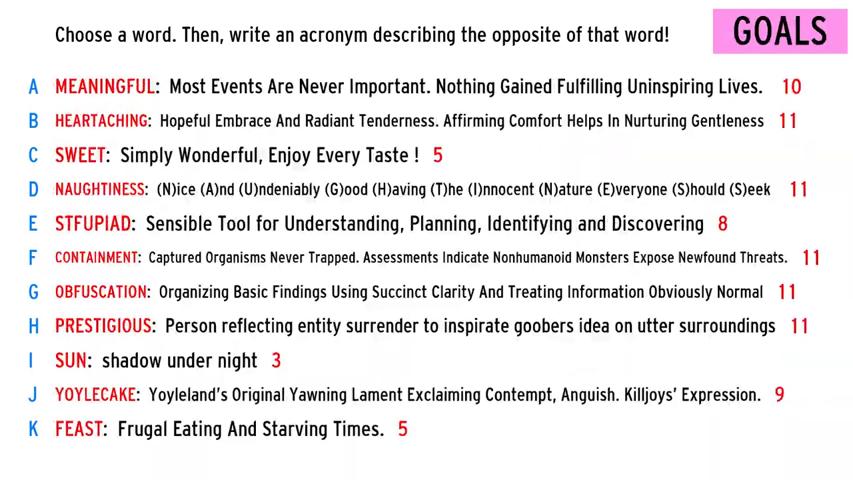 Choose a word. Then, write an acronym describing the opposite of that word!
GOALS
A MEANINGFUL: Most Events Are Never Important. Nothing Gained Fulfilling Uninspiring Lives. 10
B HEARTACHING: Hopeful Embrace And Radiant Tenderness. Affirming Comfort Helps In Nurturing Gentleness 11
C SWEET: Simply Wonderful, Enjoy Every Taste ! 5
D NAUGHTINESS: (N)ice (A)nd (U)ndeniably (G)ood (H)aving (T)he (I)nnocent (N)ature (E)veryone (S)hould (S)eek 11
E STFUPIAD: Sensible Tool for Understanding, Planning, Identifying and Discovering 8
F CONTAINMENT: Captured Organisms Never Trapped. Assessments Indicate Nonhumanoid Monsters Expose Newfound Threats. 11
G OBFUSCATION: Organizing Basic Findings Using Succinct Clarity And Treating Information Obviously Normal 11
H PRESTIGIOUS: Person reflecting entity surrender to inspirate goobers idea on utter surroundings 11
I SUN: shadow under night 3
J YOYLECAKE: Yoyleland's Original Yawning Lament Exclaiming Contempt, Anguish. Killjoys' Expression. 9
K FEAST: Frugal Eating And Starving Times. 5